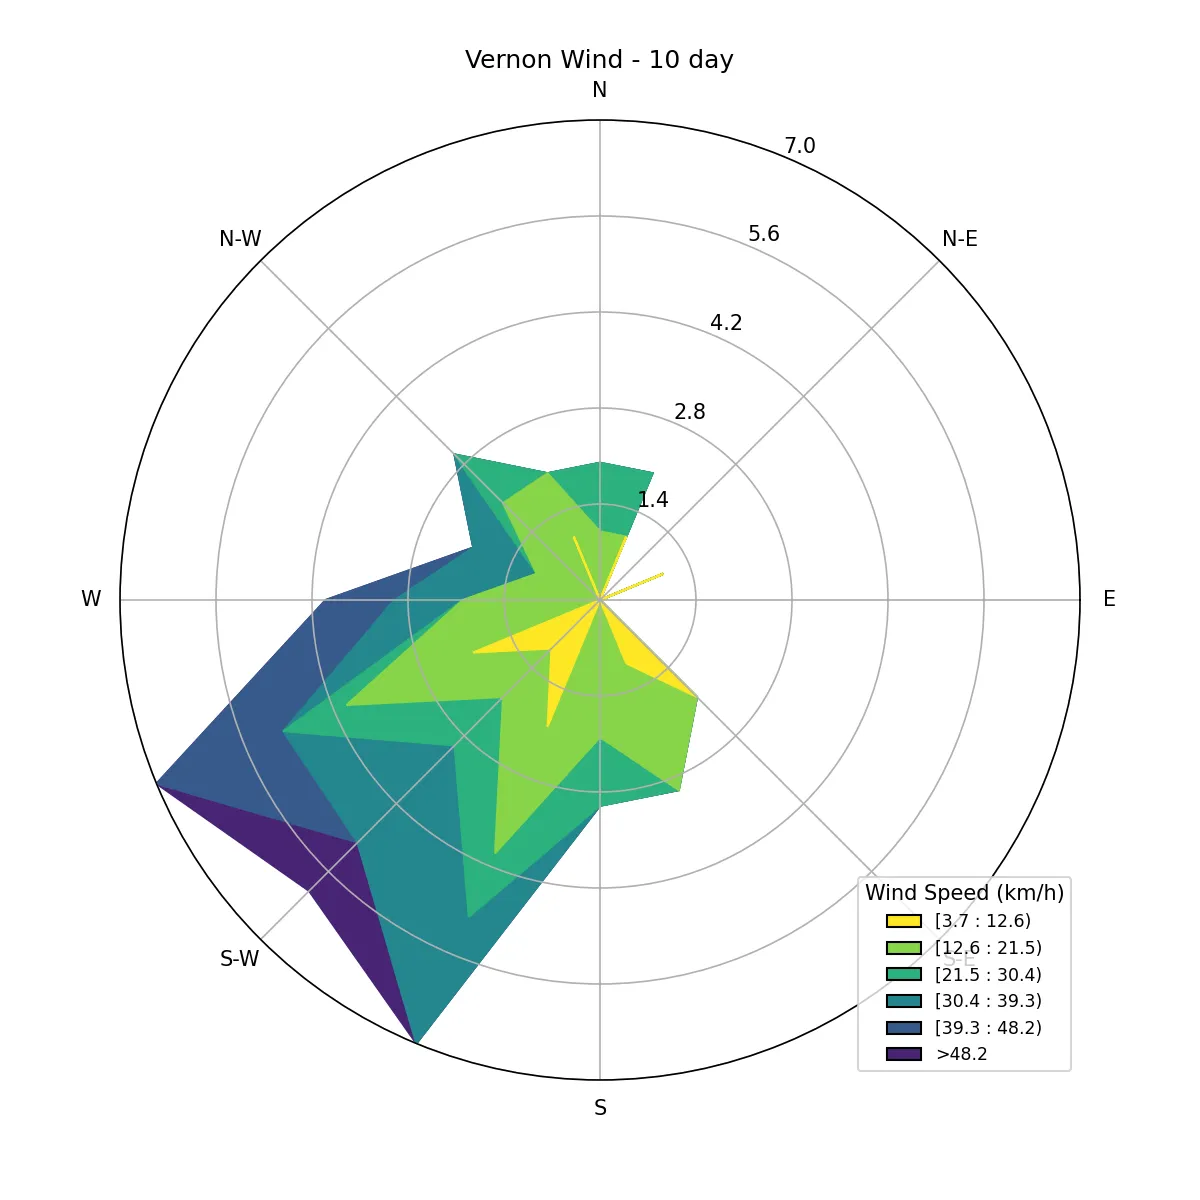 Vernon Wind - 10 day
N
7.0
5.6
N-W
N-E
4.2
2.8
1.4
W
E
S-W
S-E
S
Wind Speed (km/h)
[3.7 : 12.6)
[12.6 : 21.5)
[21.5 : 30.4)
[30.4 : 39.3)
[39.3 : 48.2)
>48.2